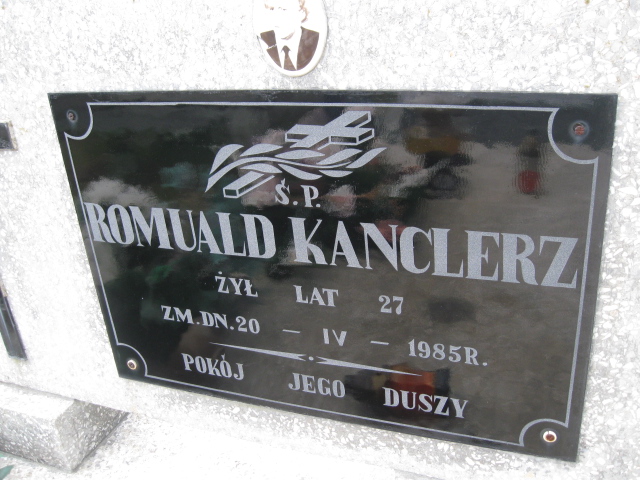 Ś.P.
ROMUALD KANCLERZ
ŻYŁ LAT 27
ZM.DN.20 – IV – 1985R.
POKÓJ JEGO DUSZY